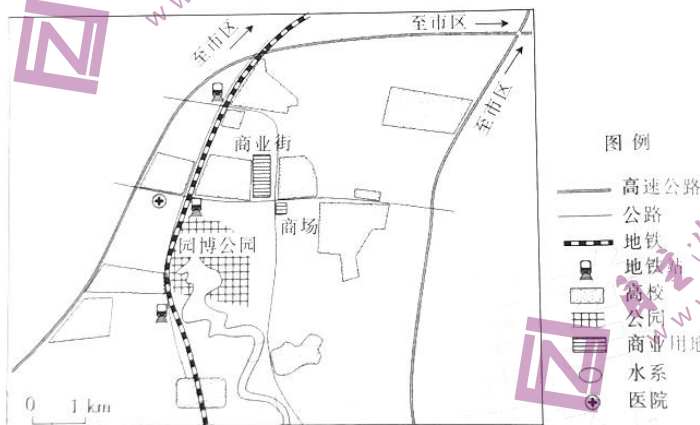 至市区
至市区
至市区
商业街
商场
园博公园
0 1 km
图例
高速公路
公路
地铁
地铁站
高校
公园
商业用地
水系
医院